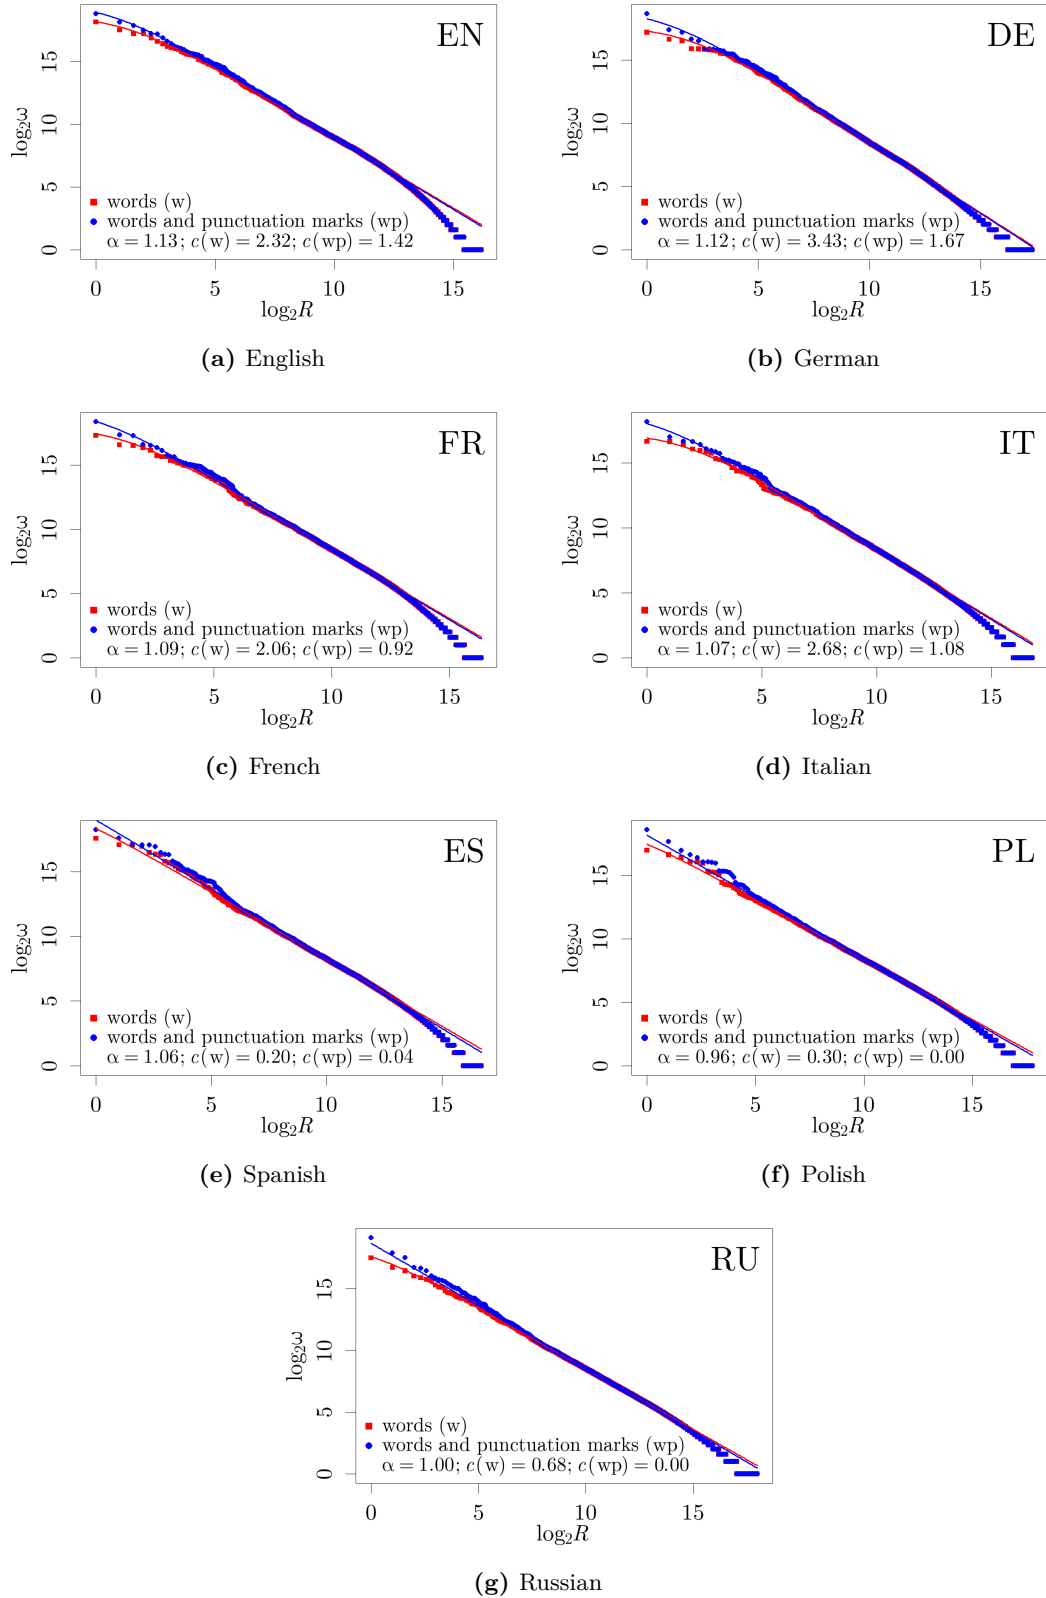 EN
15
10
5
0
log₂ω
words (w)
words and punctuation marks (wp)
α = 1.13; c(w) = 2.32; c(wp) = 1.42
0 5 10 15
log₂R
(a) English
DE
15
10
5
0
log₂ω
words (w)
words and punctuation marks (wp)
α = 1.12; c(w) = 3.43; c(wp) = 1.67
0 5 10 15
log₂R
(b) German
FR
15
10
5
0
log₂ω
words (w)
words and punctuation marks (wp)
α = 1.09; c(w) = 2.06; c(wp) = 0.92
0 5 10 15
log₂R
(c) French
IT
15
10
5
0
log₂ω
words (w)
words and punctuation marks (wp)
α = 1.07; c(w) = 2.68; c(wp) = 1.08
0 5 10 15
log₂R
(d) Italian
ES
15
10
5
0
log₂ω
words (w)
words and punctuation marks (wp)
α = 1.06; c(w) = 0.20; c(wp) = 0.04
0 5 10 15
log₂R
(e) Spanish
PL
15
10
5
0
log₂ω
words (w)
words and punctuation marks (wp)
α = 0.96; c(w) = 0.30; c(wp) = 0.00
0 5 10 15
log₂R
(f) Polish
RU
15
10
5
0
log₂ω
words (w)
words and punctuation marks (wp)
α = 1.00; c(w) = 0.68; c(wp) = 0.00
0 5 10 15
log₂R
(g) Russian